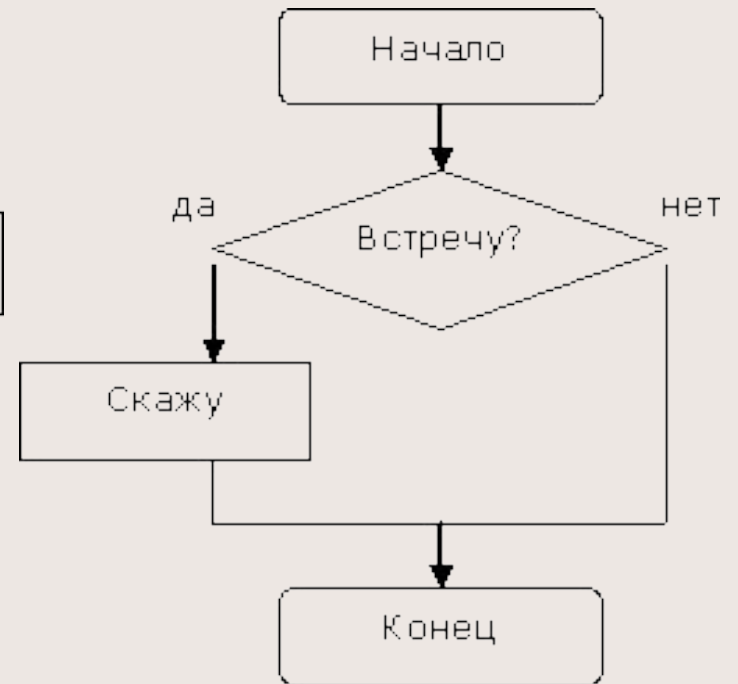 Начало
да
нет
Встречу?
Скажу
Конец